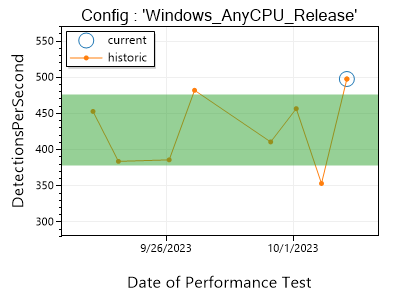 Config : 'Windows_AnyCPU_Release'
current
historic
DetectionsPerSecond
550
500
450
400
350
300
9/26/2023
10/1/2023
Date of Performance Test